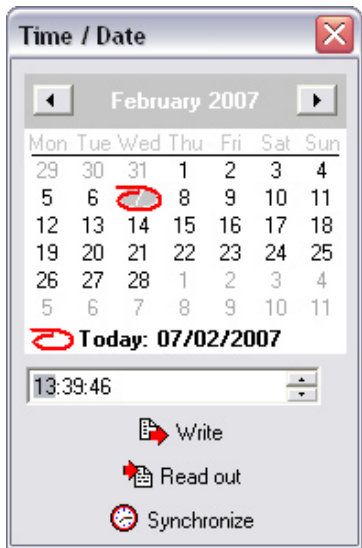 Time / Date
February 2007
Mon Tue Wed Thu Fri Sat Sun
29 30 31 1 2 3 4
5 6 7 8 9 10 11
12 13 14 15 16 17 18
19 20 21 22 23 24 25
26 27 28 1 2 3 4
5 6 7 8 9 10 11
Today: 07/02/2007
13:39:46
Write
Read out
Synchronize